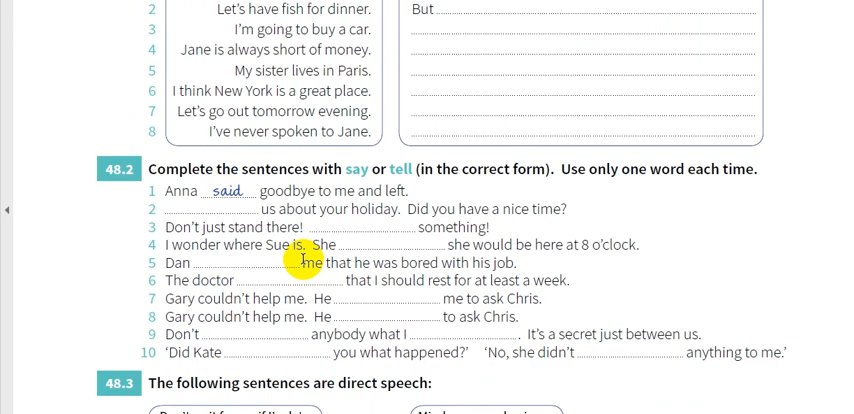 2 Let's have fish for dinner. But
3 I'm going to buy a car.
4 Jane is always short of money.
5 My sister lives in Paris.
6 I think New York is a great place.
7 Let's go out tomorrow evening.
8 I've never spoken to Jane.
48.2 Complete the sentences with say or tell (in the correct form). Use only one word each time.
1 Anna said goodbye to me and left.
2 us about your holiday. Did you have a nice time?
3 Don't just stand there! something!
4 I wonder where Sue is. She she would be here at 8 o'clock.
5 Dan me that he was bored with his job.
6 The doctor that I should rest for at least a week.
7 Gary couldn't help me. He me to ask Chris.
8 Gary couldn't help me. He to ask Chris.
9 Don't anybody what I . It's a secret just between us.
10 'Did Kate you what happened?' 'No, she didn't anything to me.'
48.3 The following sentences are direct speech: